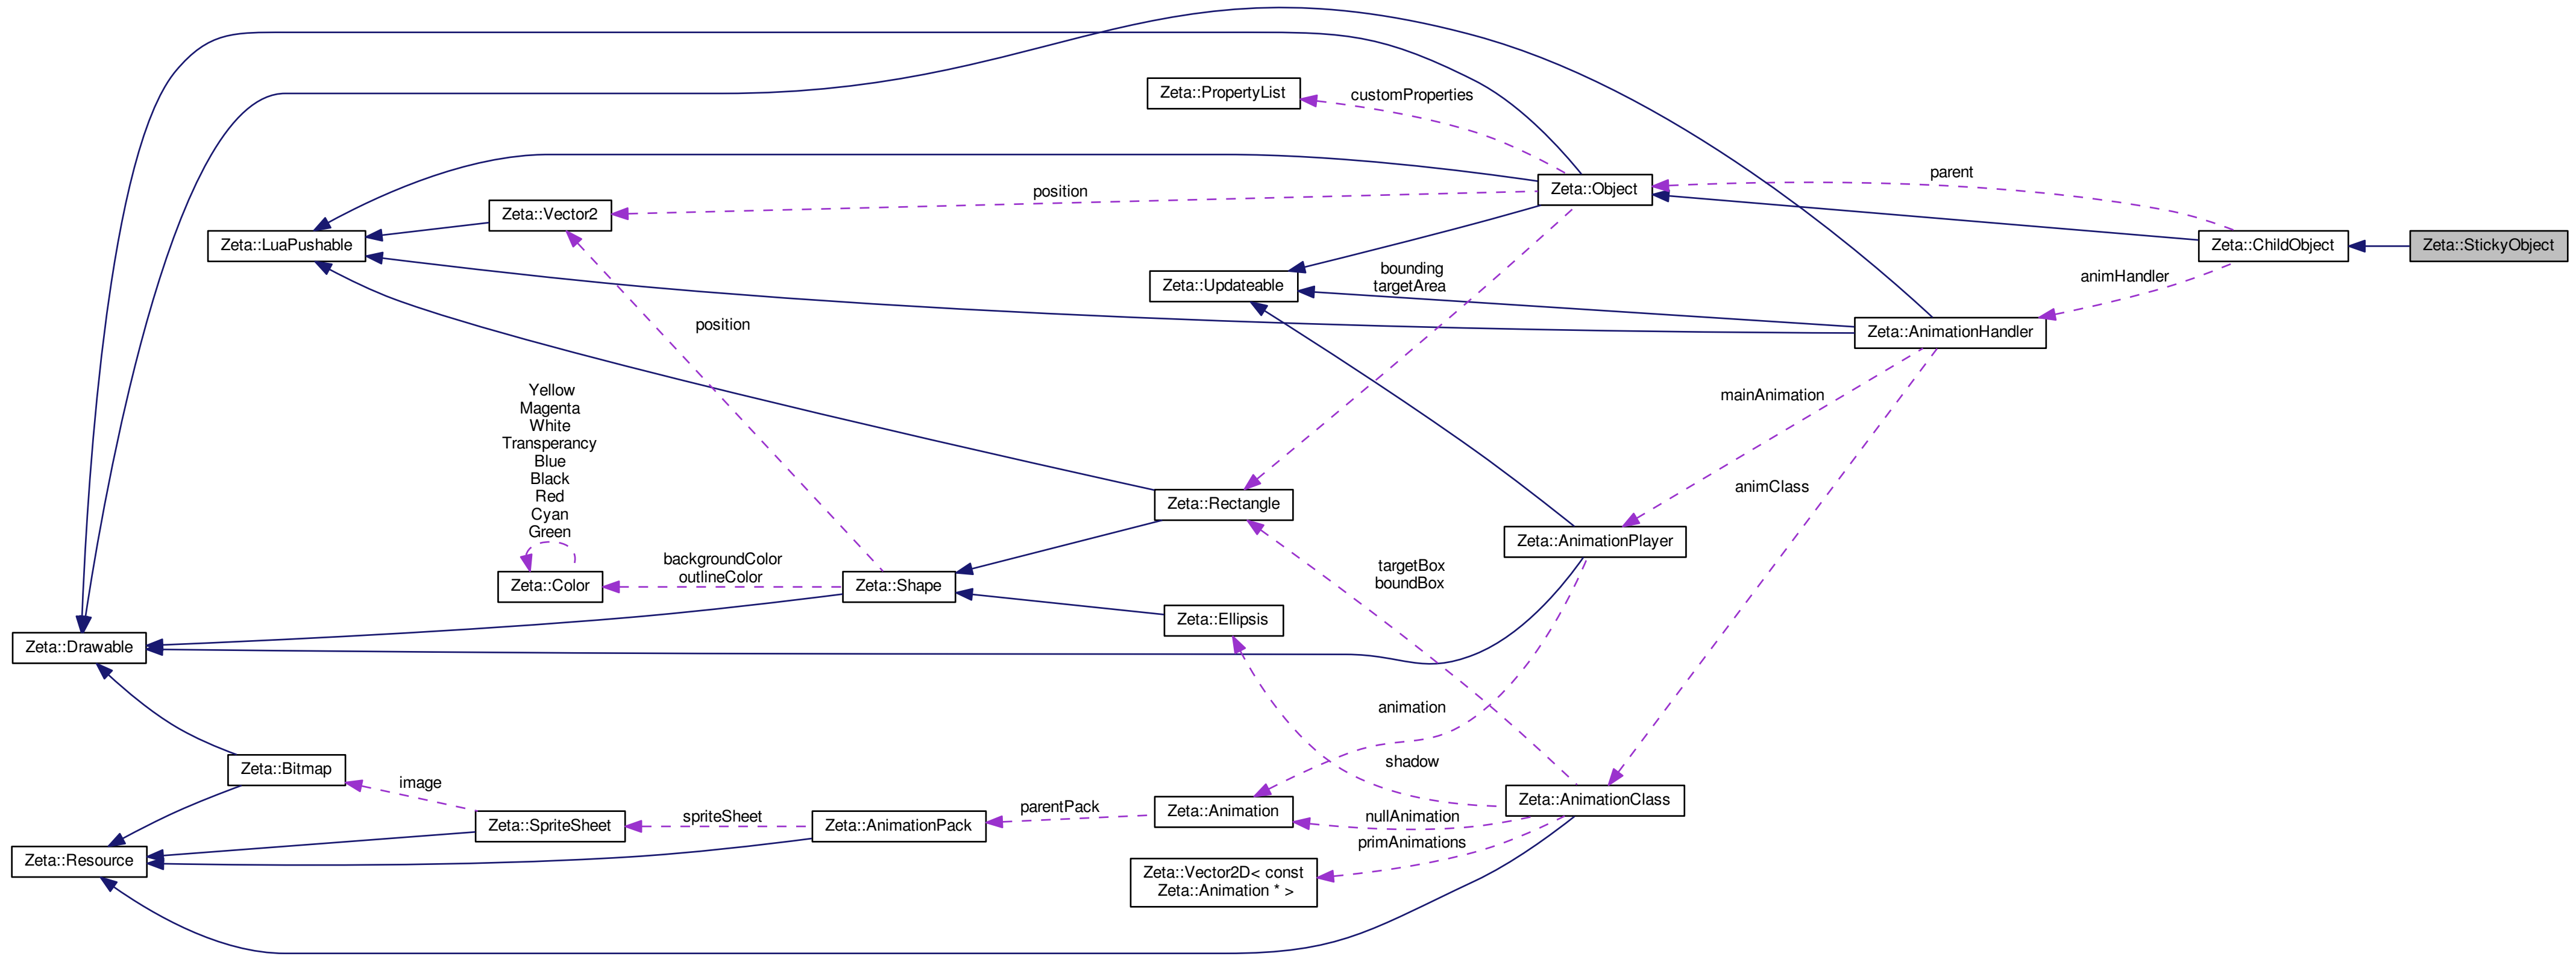 Zeta::PropertyList
customProperties
parent
Zeta::Object
position
Zeta::Vector2
Zeta::LuaPushable
Zeta::ChildObject
Zeta::StickyObject
bounding
targetArea
animHandler
Zeta::Updateable
position
Zeta::AnimationHandler
Yellow
Magenta
White
Transperancy
Blue
Black
Red
Cyan
Green
mainAnimation
animClass
Zeta::Rectangle
Zeta::AnimationPlayer
backgroundColor
outlineColor
targetBox
boundBox
Zeta::Color
Zeta::Shape
Zeta::Ellipsis
Zeta::Drawable
animation
shadow
Zeta::Bitmap
image
Zeta::AnimationClass
parentPack
Zeta::Animation
spriteSheet
nullAnimation
Zeta::SpriteSheet
Zeta::AnimationPack
primAnimations
Zeta::Resource
Zeta::Vector2D< const
Zeta::Animation * >